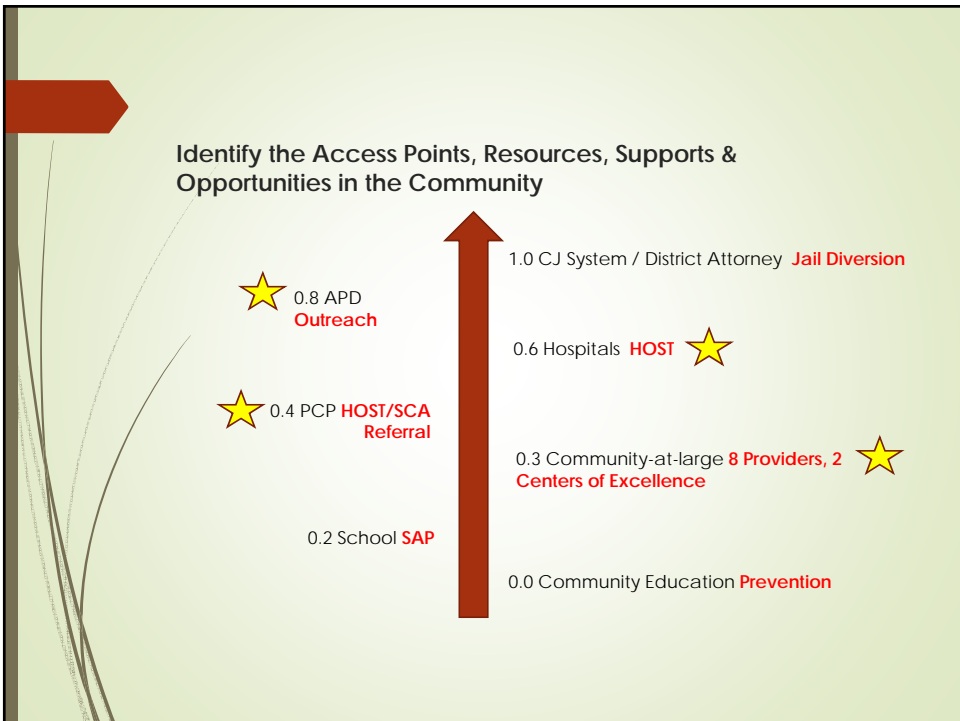 Identify the Access Points, Resources, Supports &
Opportunities in the Community
1.0 CJ System / District Attorney Jail Diversion
0.8 APD
Outreach
0.6 Hospitals HOST
0.4 PCP HOST/SCA
Referral
0.3 Community-at-large 8 Providers, 2
Centers of Excellence
0.2 School SAP
0.0 Community Education Prevention